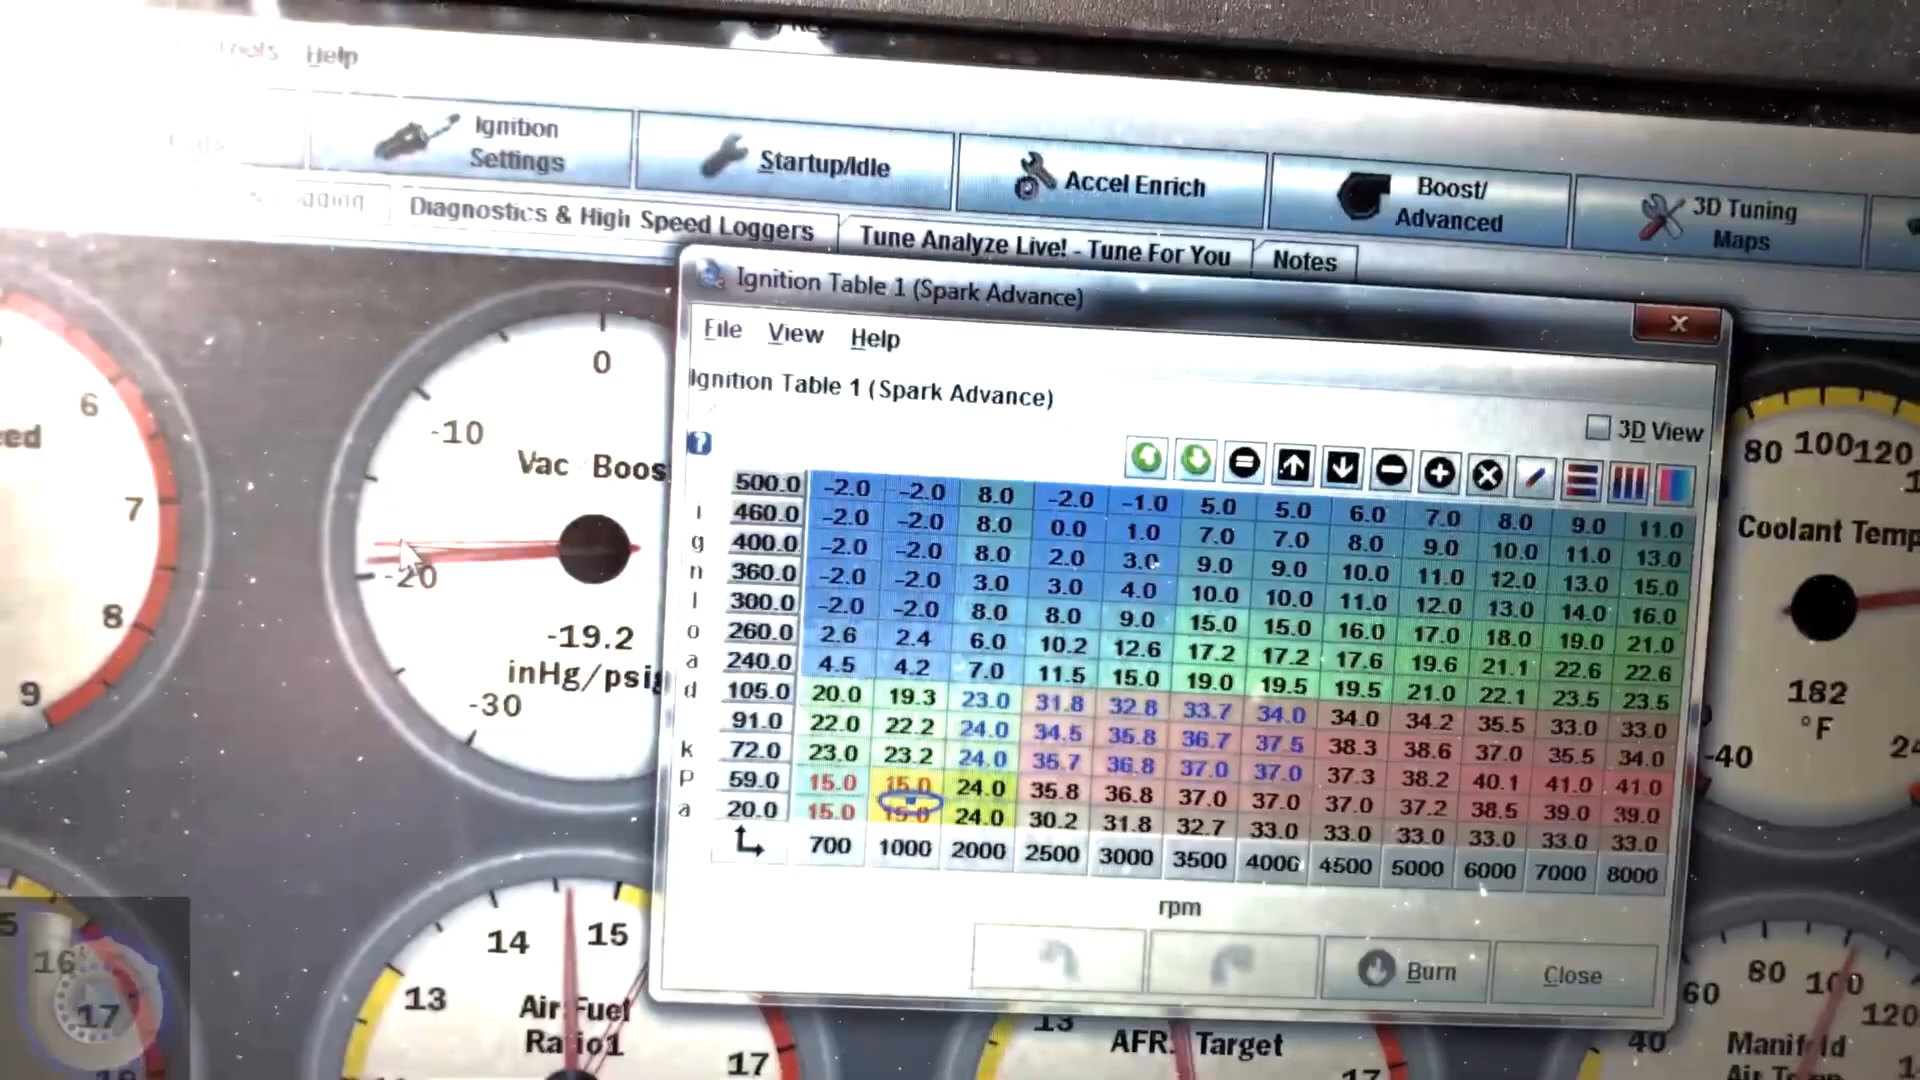 Tools Help
Ignition Settings
Startup/Idle
Accel Enrich
Boost/ Advanced
3D Tuning Maps
Diagnostics & High Speed Loggers
Tune Analyze Live! - Tune For You
Notes
Ignition Table 1 (Spark Advance)
File View Help
Ignition Table 1 (Spark Advance)
3D View
500.0 -2.0 -2.0 8.0 -2.0 -1.0 5.0 5.0 6.0 7.0 8.0 9.0 11.0
460.0 -2.0 -2.0 8.0 0.0 1.0 7.0 7.0 8.0 9.0 10.0 11.0 13.0
400.0 -2.0 -2.0 8.0 2.0 3.0 9.0 9.0 10.0 11.0 12.0 13.0 15.0
360.0 -2.0 -2.0 3.0 3.0 4.0 10.0 10.0 11.0 12.0 13.0 14.0 16.0
300.0 -2.0 -2.0 8.0 8.0 9.0 15.0 15.0 16.0 17.0 18.0 19.0 21.0
260.0 2.6 2.4 6.0 10.2 12.6 17.2 17.2 17.6 19.6 21.1 22.6 22.6
240.0 4.5 4.2 7.0 11.5 15.0 19.0 19.5 19.5 21.0 22.1 23.5 23.5
105.0 20.0 19.3 23.0 31.8 32.8 33.7 34.0 34.0 34.2 35.5 33.0 33.0
91.0 22.0 22.2 24.0 34.5 35.8 36.7 37.5 38.3 38.6 37.0 35.5 34.0
72.0 23.0 23.2 24.0 35.7 36.8 37.0 37.0 37.3 38.2 40.1 41.0 41.0
59.0 15.0 15.0 24.0 35.8 36.8 37.0 37.0 37.0 37.2 38.5 39.0 39.0
20.0 15.0 15.0 24.0 30.2 31.8 32.7 33.0 33.0 33.0 33.0 33.0 33.0
700 1000 2000 2500 3000 3500 4000 4500 5000 6000 7000 8000
rpm
ignload
kPa
Burn
Close
6
7
8
9
0
-10
Vac Boos
-20
-19.2
inHg/psig
-30
80 100 120
Coolant Temp
182
°F
-40
24
16
17
13 14 15
Air Fuel
Ratio1
17
13
AFR Target
17
40 60 80 100 120
Manifold
Air Temp